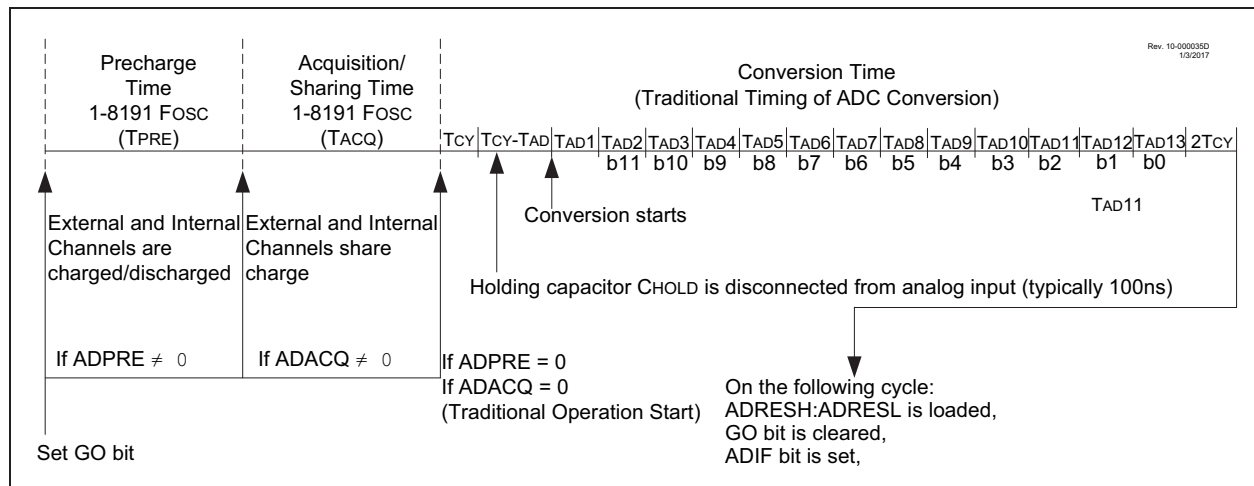 Rev. 10-000035D
1/3/2017
Precharge
Time
1-8191 FOSC
(TPRE)
Acquisition/
Sharing Time
1-8191 FOSC
(TACQ)
Conversion Time
(Traditional Timing of ADC Conversion)
TCY TCY-TAD TAD1 TAD2 TAD3 TAD4 TAD5 TAD6 TAD7 TAD8 TAD9 TAD10 TAD11 TAD12 TAD13 2TCY
b11 b10 b9 b8 b7 b6 b5 b4 b3 b2 b1 b0
TAD11
External and Internal
Channels are
charged/discharged
External and Internal
Channels share
charge
Conversion starts
Holding capacitor CHOLD is disconnected from analog input (typically 100ns)
If ADPRE ≠ 0
If ADACQ ≠ 0
If ADPRE = 0
If ADACQ = 0
(Traditional Operation Start)
On the following cycle:
ADRESH:ADRESL is loaded,
GO bit is cleared,
ADIF bit is set,
Set GO bit